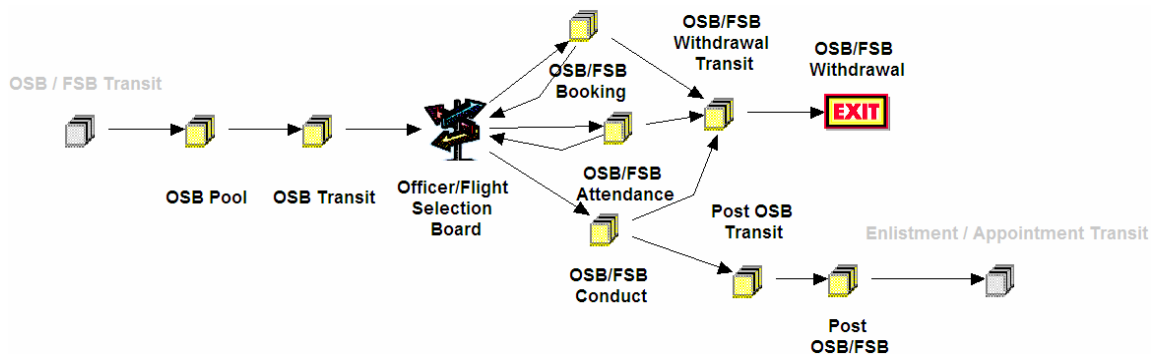 OSB / FSB Transit
OSB Pool
OSB Transit
Officer/Flight
Selection
Board
OSB/FSB
Booking
OSB/FSB
Attendance
OSB/FSB
Conduct
OSB/FSB
Withdrawal
Transit
OSB/FSB
Withdrawal
EXIT
Post OSB
Transit
Post
OSB/FSB
Enlistment / Appointment Transit